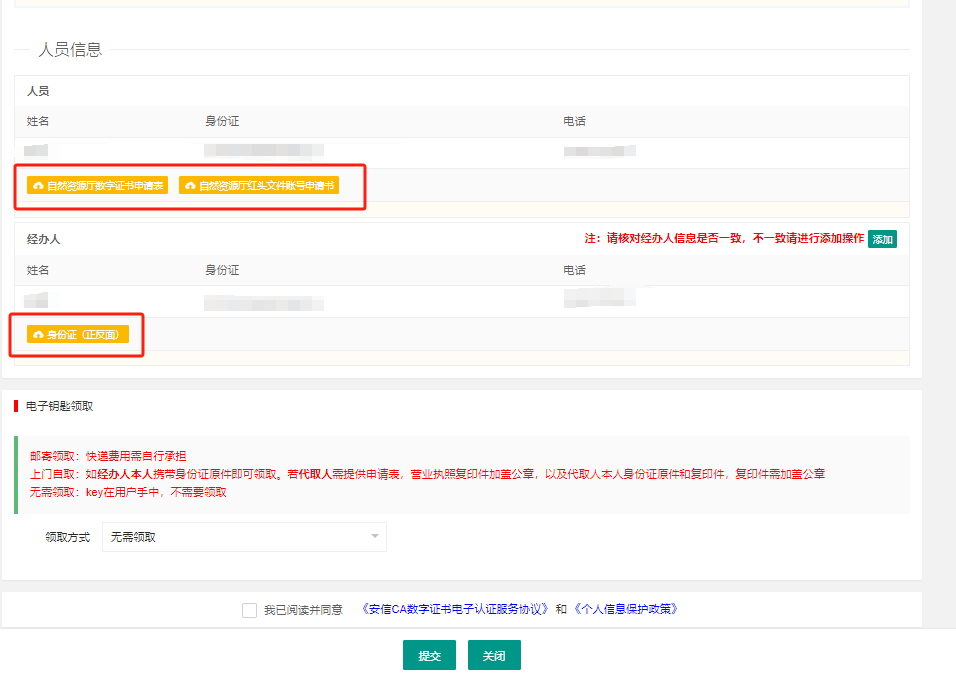 人员信息
人员
姓名 身份证 电话
自然资源厅数字证书申请表 自然资源厅红头文件账号申请书
经办人 注：请核对经办人信息是否一致，不一致请进行添加操作 添加
姓名 身份证 电话
身份证（正反面）
电子钥匙领取
邮寄领取：快递费用需自行承担
上门自取：如经办人本人携带身份证原件即可领取。若代取人需提供申请表，营业执照复印件加盖公章，以及代取人本人身份证原件和复印件，复印件需加盖公章
无需领取：key在用户手中，不需要领取
领取方式 无需领取
我已阅读并同意 《安信CA数字证书电子认证服务协议》 和 《个人信息保护政策》
提交 关闭